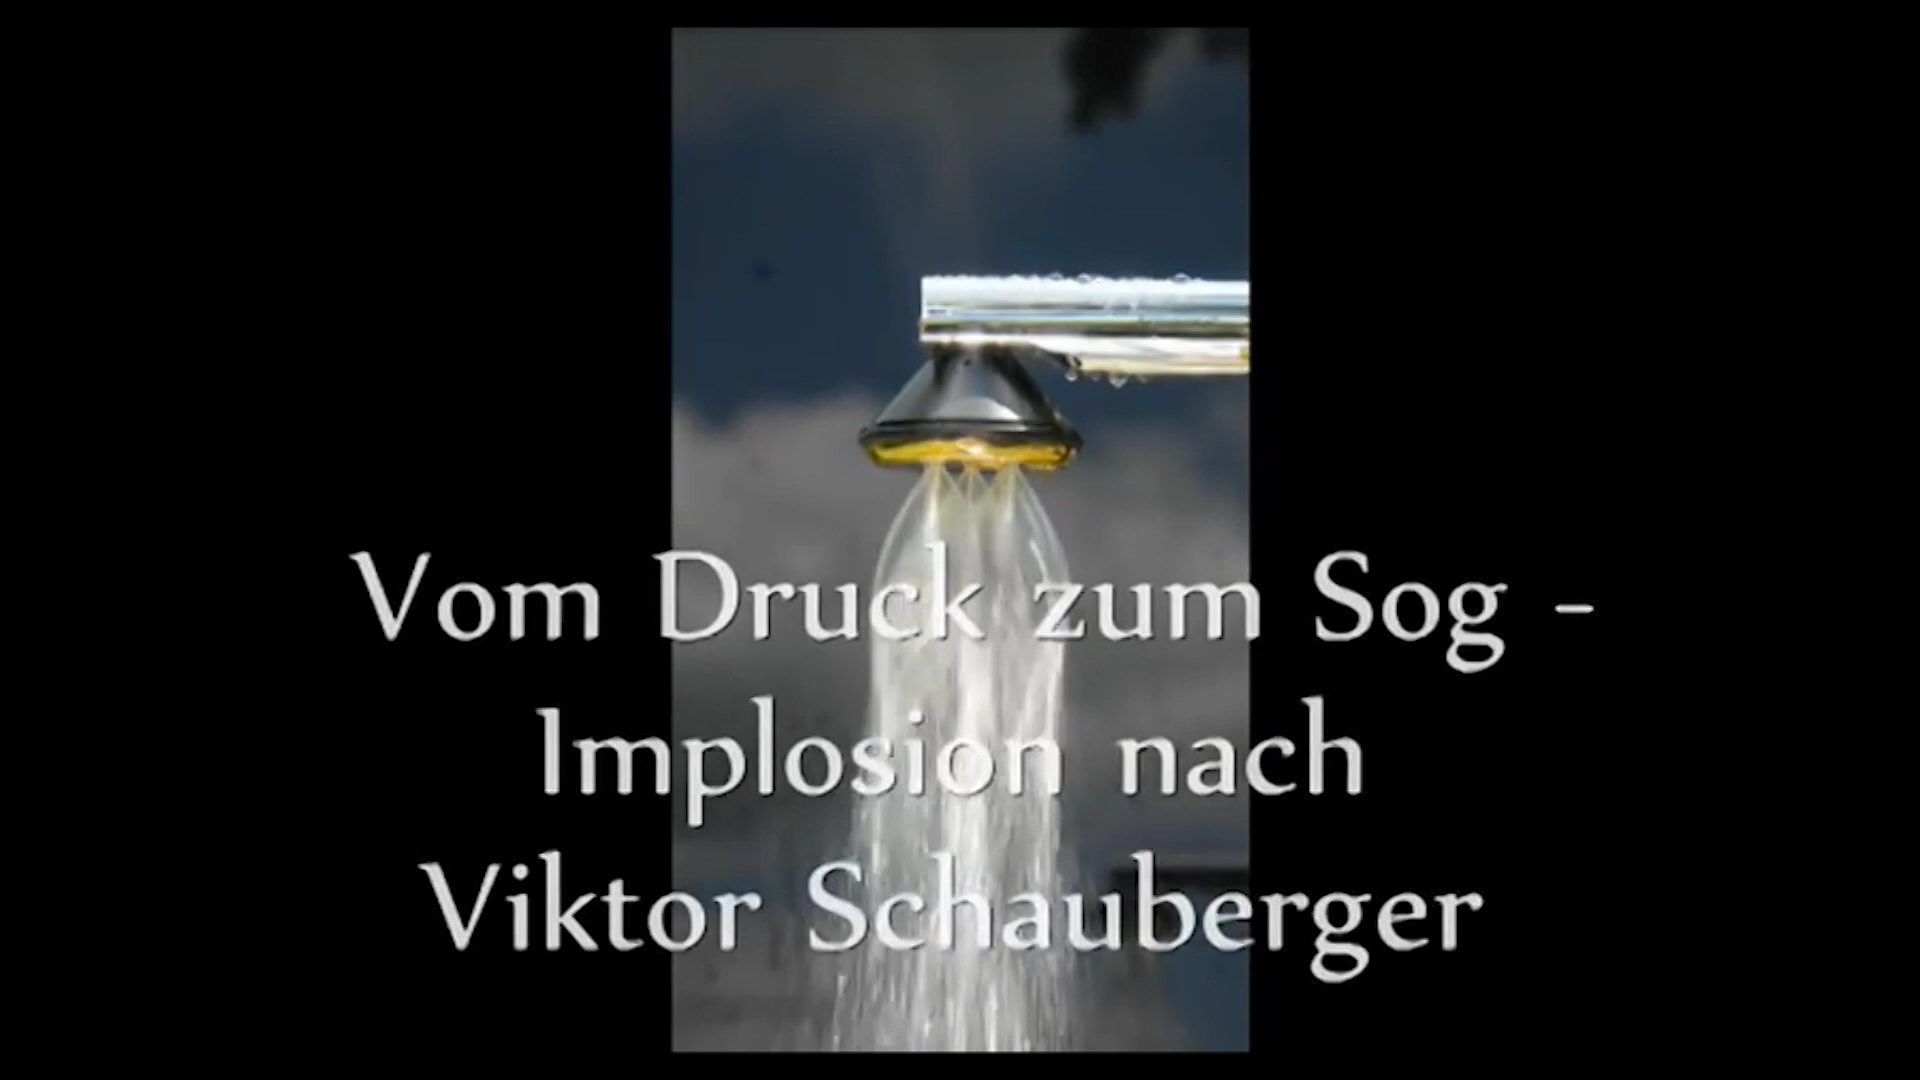 Vom Druck zum Sog -
Implosion nach
Viktor Schauberger